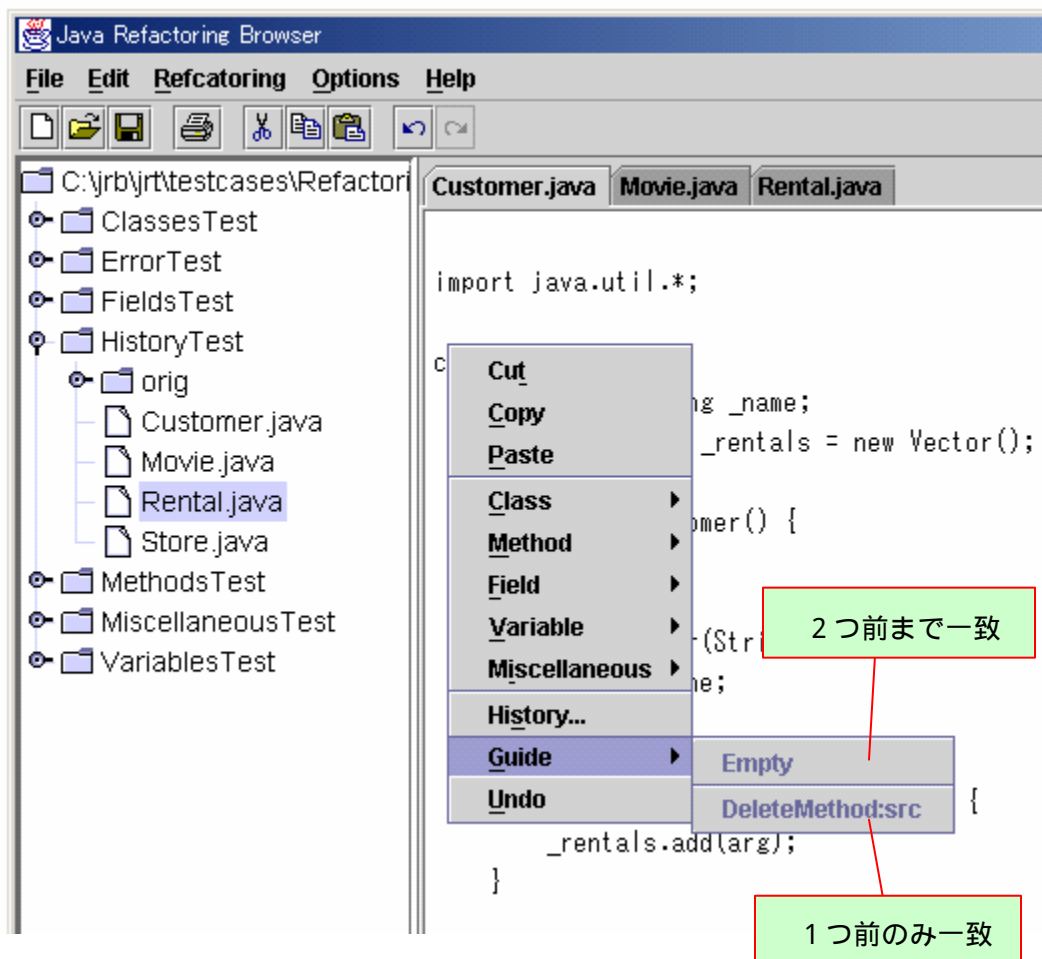 Java Refactoring Browser
File Edit Refcatoring Options Help
C:\jrb\jrt\testcases\Refactori
ClassesTest
ErrorTest
FieldsTest
HistoryTest
orig
Customer.java
Movie.java
Rental.java
Store.java
MethodsTest
MiscellaneousTest
VariablesTest
Customer.java Movie.java Rental.java
import java.util.*;
c
ng _name;
_rentals = new Vector();
omer() {
r(Stri
ne;
{
_rentals.add(arg);
}
Cut
Copy
Paste
Class
Method
Field
Variable
Miscellaneous
History...
Guide
Undo
Empty
DeleteMethod:src
2つ前まで一致
1つ前のみ一致